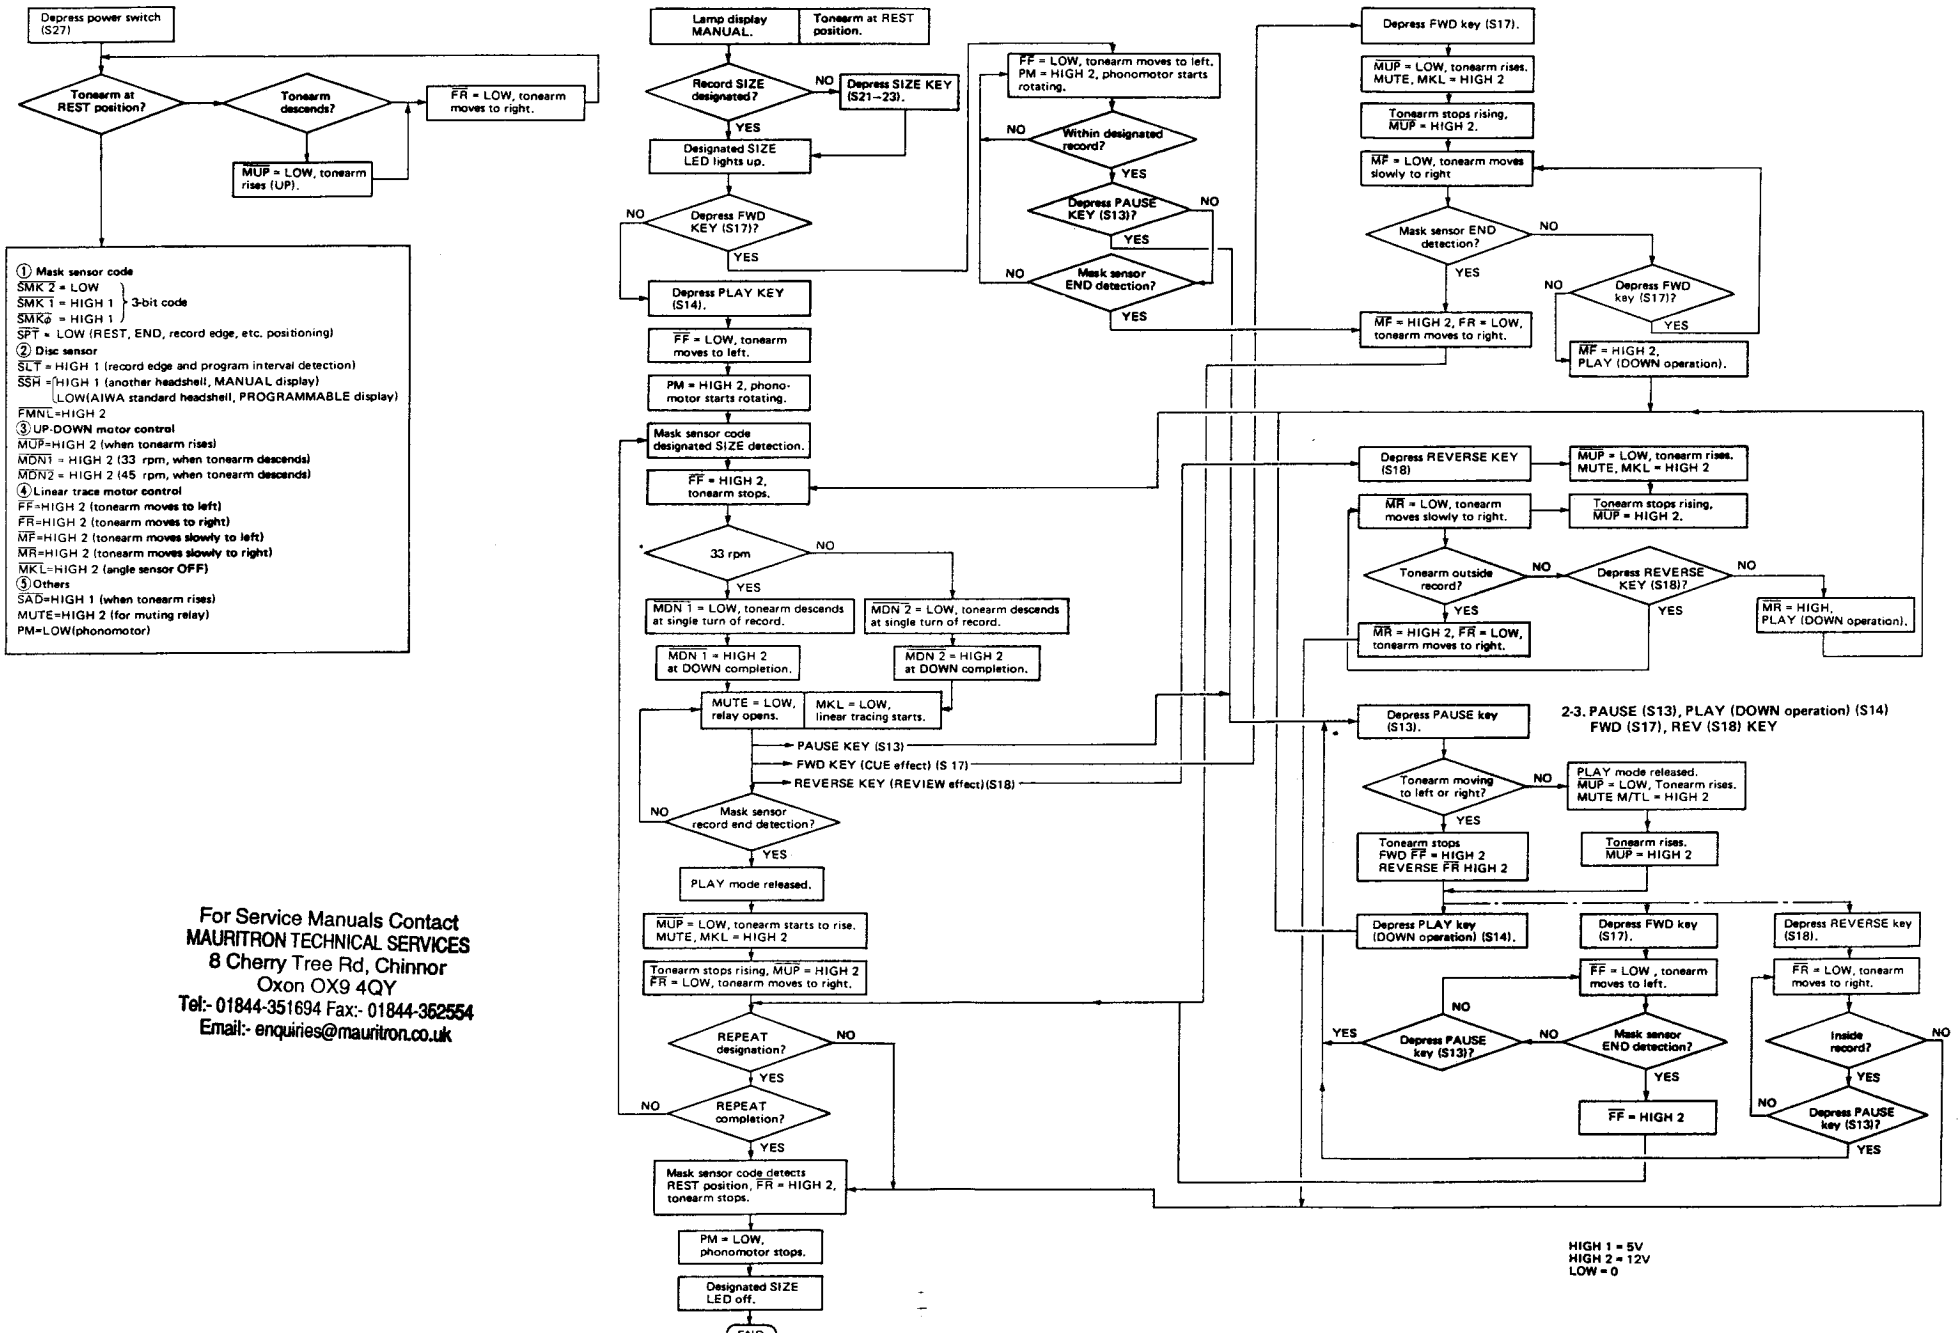 Depress power switch
(S27)
Tonearm at
REST position?
Tonearm
descends?
FR = LOW, tonearm
moves to right.
MUP = LOW, tonearm
rises (UP).
① Mask sensor code
SMK 2 = LOW
SMK 1 = HIGH 1
3-bit code
SMKφ = HIGH 1
SPT = LOW (REST, END, record edge, etc. positioning)
② Disc sensor
SLT = HIGH 1 (record edge and program interval detection)
SSH = HIGH 1 (another headshell, MANUAL display)
LOW(AIWA standard headshell, PROGRAMMABLE display)
FMNL=HIGH 2
③ UP-DOWN motor control
MUP=HIGH 2 (when tonearm rises)
MDN1 = HIGH 2 (33 rpm, when tonearm descends)
MDN2 = HIGH 2 (45 rpm, when tonearm descends)
④ Linear trace motor control
FF=HIGH 2 (tonearm moves to left)
FR=HIGH 2 (tonearm moves to right)
MF=HIGH 2 (tonearm moves slowly to left)
MR=HIGH 2 (tonearm moves slowly to right)
MKL=HIGH 2 (angle sensor OFF)
⑤ Others
SAD=HIGH 1 (when tonearm rises)
MUTE=HIGH 2 (for muting relay)
PM=LOW(phonomotor)
For Service Manuals Contact
MAURITRON TECHNICAL SERVICES
8 Cherry Tree Rd, Chinnor
Oxon OX9 4QY
Tel:- 01844-351694 Fax:- 01844-352554
Email:- enquiries@mauritron.co.uk
Lamp display
MANUAL.
Tonearm at REST
position.
Record SIZE
designated?
NO
Depress SIZE KEY
(S21-23).
YES
Designated SIZE
LED lights up.
NO
Depress FWD
KEY (S17)?
YES
Depress PLAY KEY
(S14).
FF = LOW, tonearm
moves to left.
PM = HIGH 2, phono-
motor starts rotating.
Mask sensor code
designated SIZE detection.
FF = HIGH 2,
tonearm stops.
33 rpm
NO
YES
MDN 1 = LOW, tonearm descends
at single turn of record.
MDN 2 = LOW, tonearm descends
at single turn of record.
MDN 1 = HIGH 2
at DOWN completion.
MDN 2 = HIGH 2
at DOWN completion.
MUTE = LOW,
relay opens.
MKL = LOW,
linear tracing starts.
PAUSE KEY (S13)
FWD KEY (CUE effect) (S 17)
REVERSE KEY (REVIEW effect)(S18)
NO
Mask sensor
record end detection?
YES
PLAY mode released.
MUP = LOW, tonearm starts to rise.
MUTE, MKL = HIGH 2
Tonearm stops rising, MUP = HIGH 2
FR = LOW, tonearm moves to right.
REPEAT
designation?
NO
YES
NO
REPEAT
completion?
YES
Mask sensor code detects
REST position, FR = HIGH 2,
tonearm stops.
PM = LOW,
phonomotor stops.
Designated SIZE
LED off.
END
FF = LOW, tonearm moves to left.
PM = HIGH 2, phonomotor starts
rotating.
NO
Within designated
record?
YES
Depress PAUSE
KEY (S13)?
NO
YES
NO
Mask sensor
END detection?
YES
Depress FWD key (S17).
MUP = LOW, tonearm rises.
MUTE, MKL = HIGH 2
Tonearm stops rising,
MUP = HIGH 2.
MF = LOW, tonearm moves
slowly to right
Mask sensor END
detection?
NO
YES
NO
Depress FWD
key (S17)?
YES
MF = HIGH 2, FR = LOW,
tonearm moves to right.
MF = HIGH 2,
PLAY (DOWN operation).
Depress REVERSE KEY
(S18)
MUP = LOW, tonearm rises.
MUTE, MKL = HIGH 2
MR = LOW, tonearm
moves slowly to right.
Tonearm stops rising,
MUP = HIGH 2.
Tonearm outside
record?
NO
Depress REVERSE
KEY (S18)?
NO
YES
YES
MR = HIGH,
PLAY (DOWN operation).
MR = HIGH 2, FR = LOW,
tonearm moves to right.
2-3. PAUSE (S13), PLAY (DOWN operation) (S14)
FWD (S17), REV (S18) KEY
Depress PAUSE key
(S13).
Tonearm moving
to left or right?
NO
YES
PLAY mode released.
MUP = LOW, Tonearm rises.
MUTE M/TL = HIGH 2
Tonearm stops
FWD FF = HIGH 2
REVERSE FR HIGH 2
Tonearm rises.
MUP = HIGH 2
Depress PLAY key
(DOWN operation) (S14).
Depress FWD key
(S17).
Depress REVERSE key
(S18).
FF = LOW , tonearm
moves to left.
FR = LOW, tonearm
moves to right.
NO
YES
Depress PAUSE
key (S13)?
NO
Mask sensor
END detection?
YES
Inside
record?
NO
YES
FF = HIGH 2
NO
Depress PAUSE
key (S13)?
YES
HIGH 1 = 5V
HIGH 2 = 12V
LOW = 0